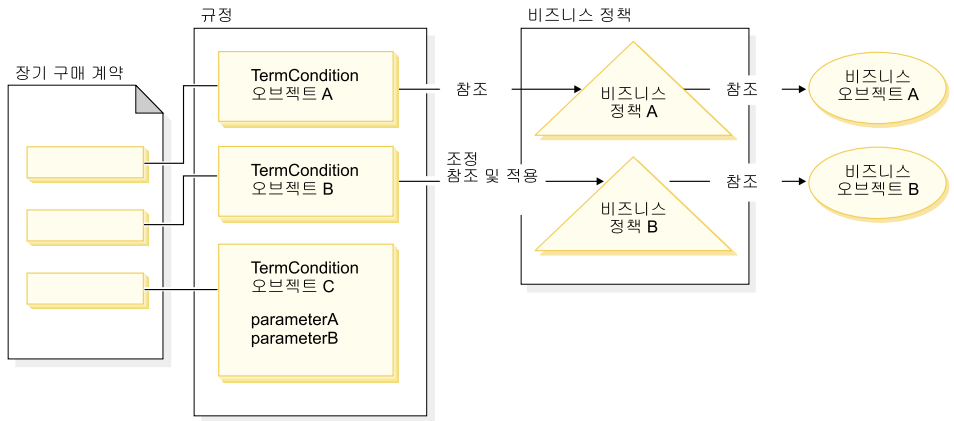 규정
비즈니스 정책
장기 구매 계약
TermCondition
오브젝트 A
참조
비즈니스
정책 A
참조
비즈니스
오브젝트 A
TermCondition
오브젝트 B
조정
참조 및 적용
비즈니스
정책 B
참조
비즈니스
오브젝트 B
TermCondition
오브젝트 C
parameterA
parameterB